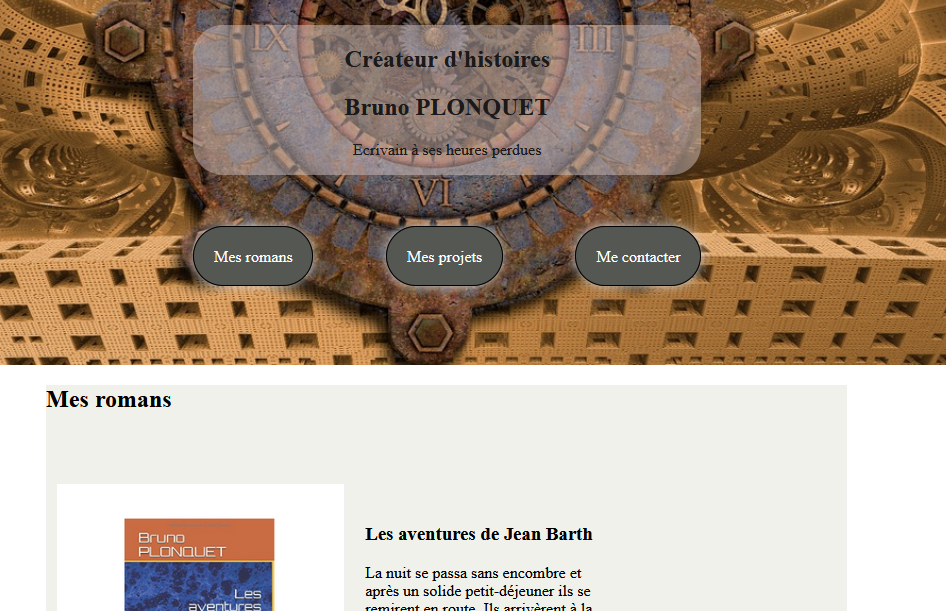 IX
III
Créateur d'histoires
Bruno PLONQUET
Ecrivain à ses heures perdues
VI
Mes romans
Mes projets
Me contacter
Mes romans
Bruno
PLONQUET
Les
aventures
Les aventures de Jean Barth
La nuit se passa sans encombre et
après un solide petit-déjeuner ils se
remirent en route. Ils arrivèrent à la